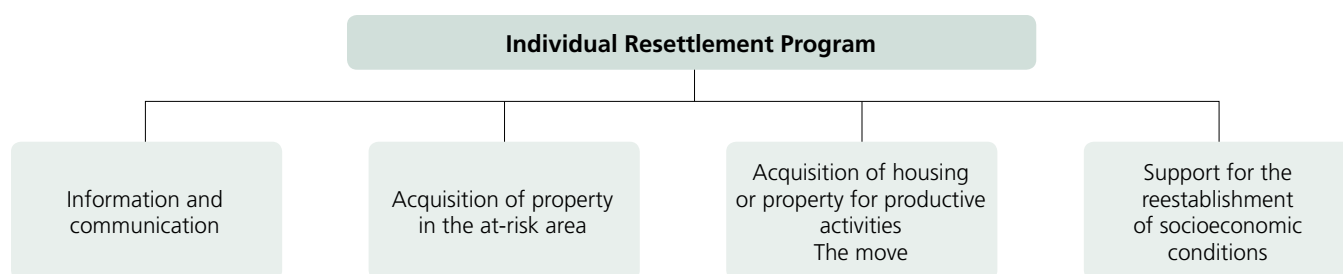 Individual Resettlement Program
Information and
communication
Acquisition of property
in the at-risk area
Acquisition of housing
or property for productive
activities
The move
Support for the
reestablishment
of socioeconomic
conditions